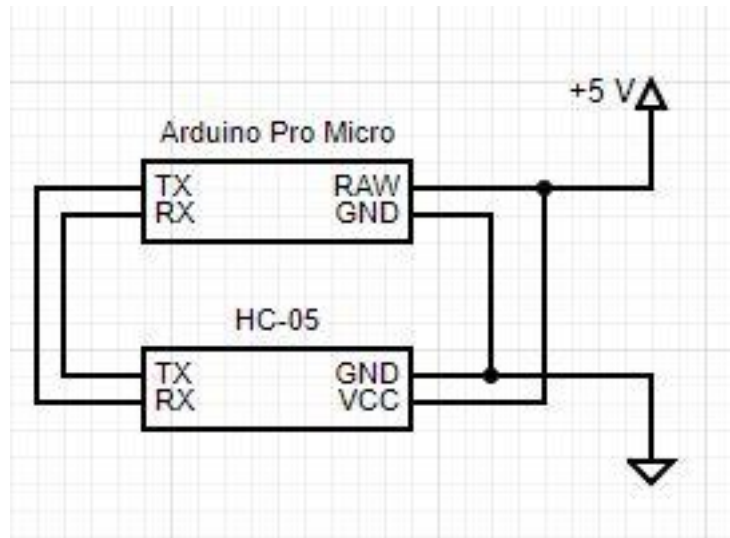 +5 V
Arduino Pro Micro
TX RAW
RX GND
HC-05
TX GND
RX VCC